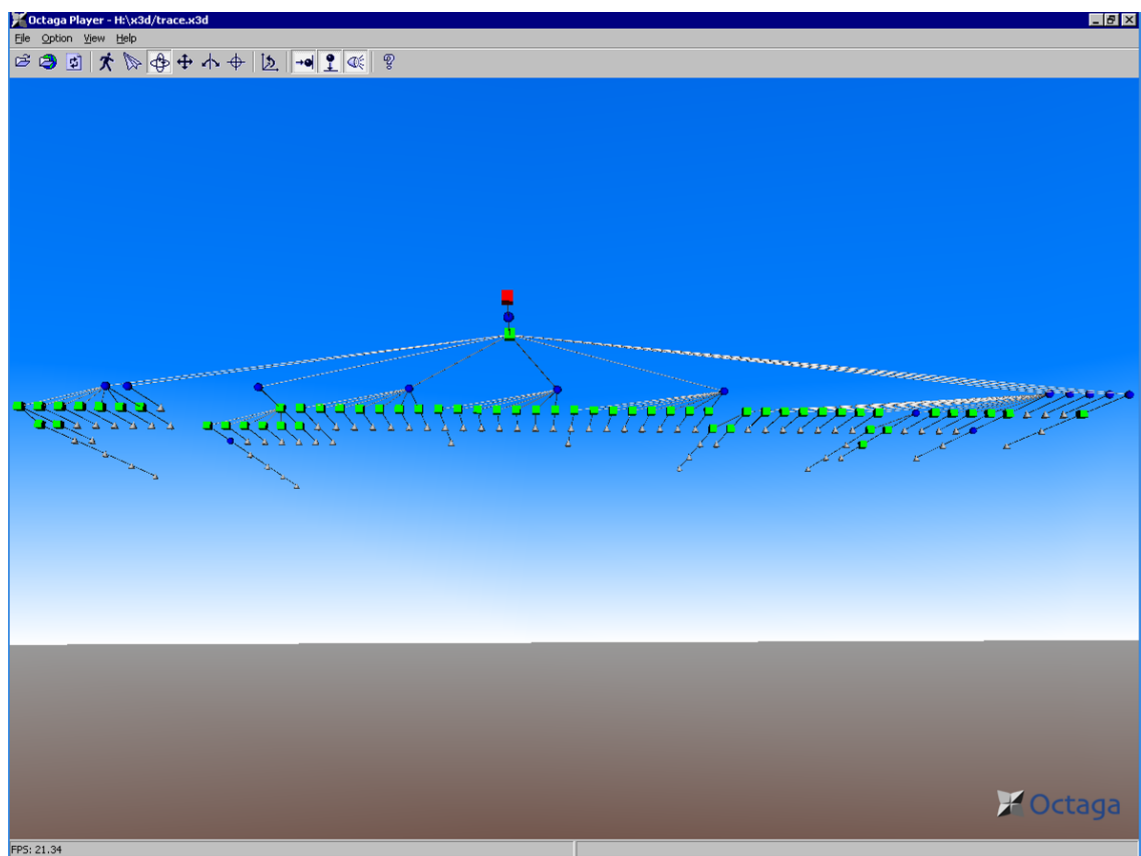 Octaga Player - H:\x3d/trace.x3d
File Option View Help
Octaga
FPS: 21.34